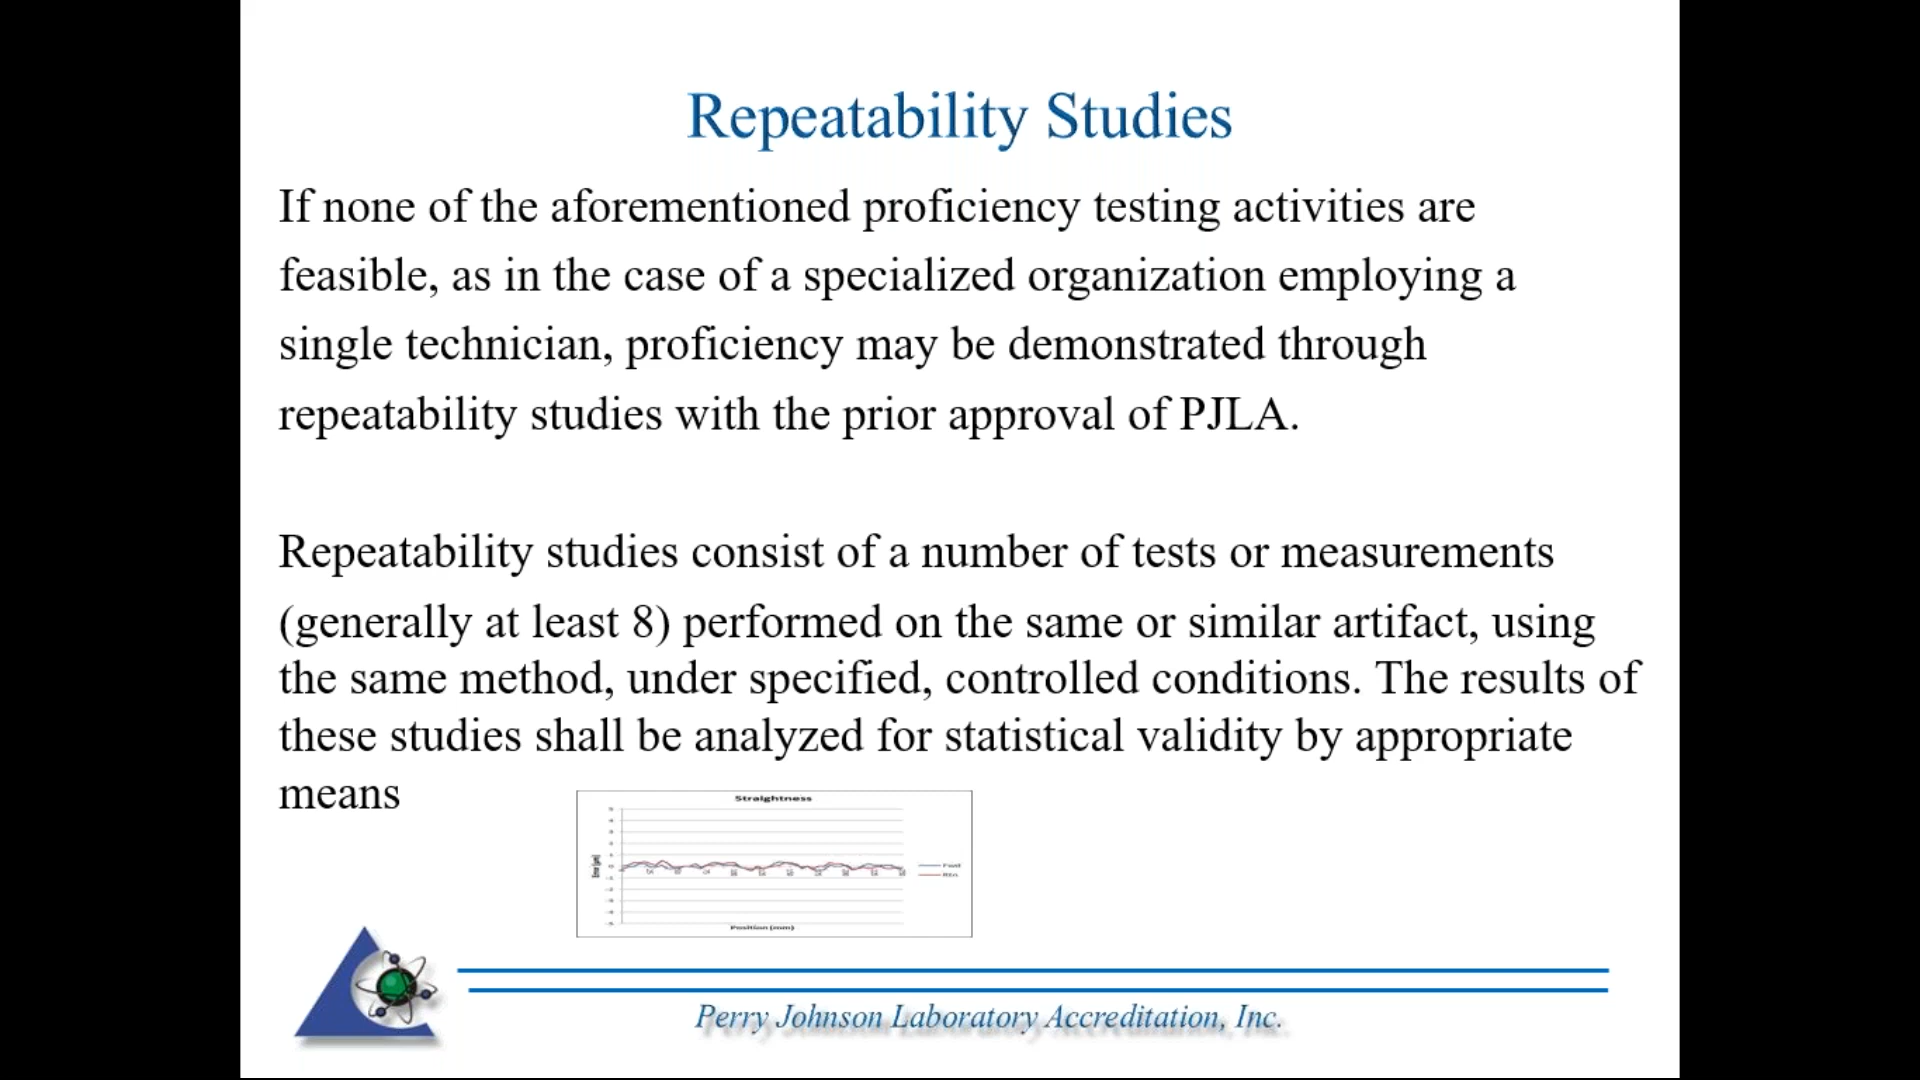 Repeatability Studies
If none of the aforementioned proficiency testing activities are
feasible, as in the case of a specialized organization employing a
single technician, proficiency may be demonstrated through
repeatability studies with the prior approval of PJLA.
Repeatability studies consist of a number of tests or measurements
(generally at least 8) performed on the same or similar artifact, using
the same method, under specified, controlled conditions. The results of
these studies shall be analyzed for statistical validity by appropriate
means
Straightness
Position (mm)
Perry Johnson Laboratory Accreditation, Inc.